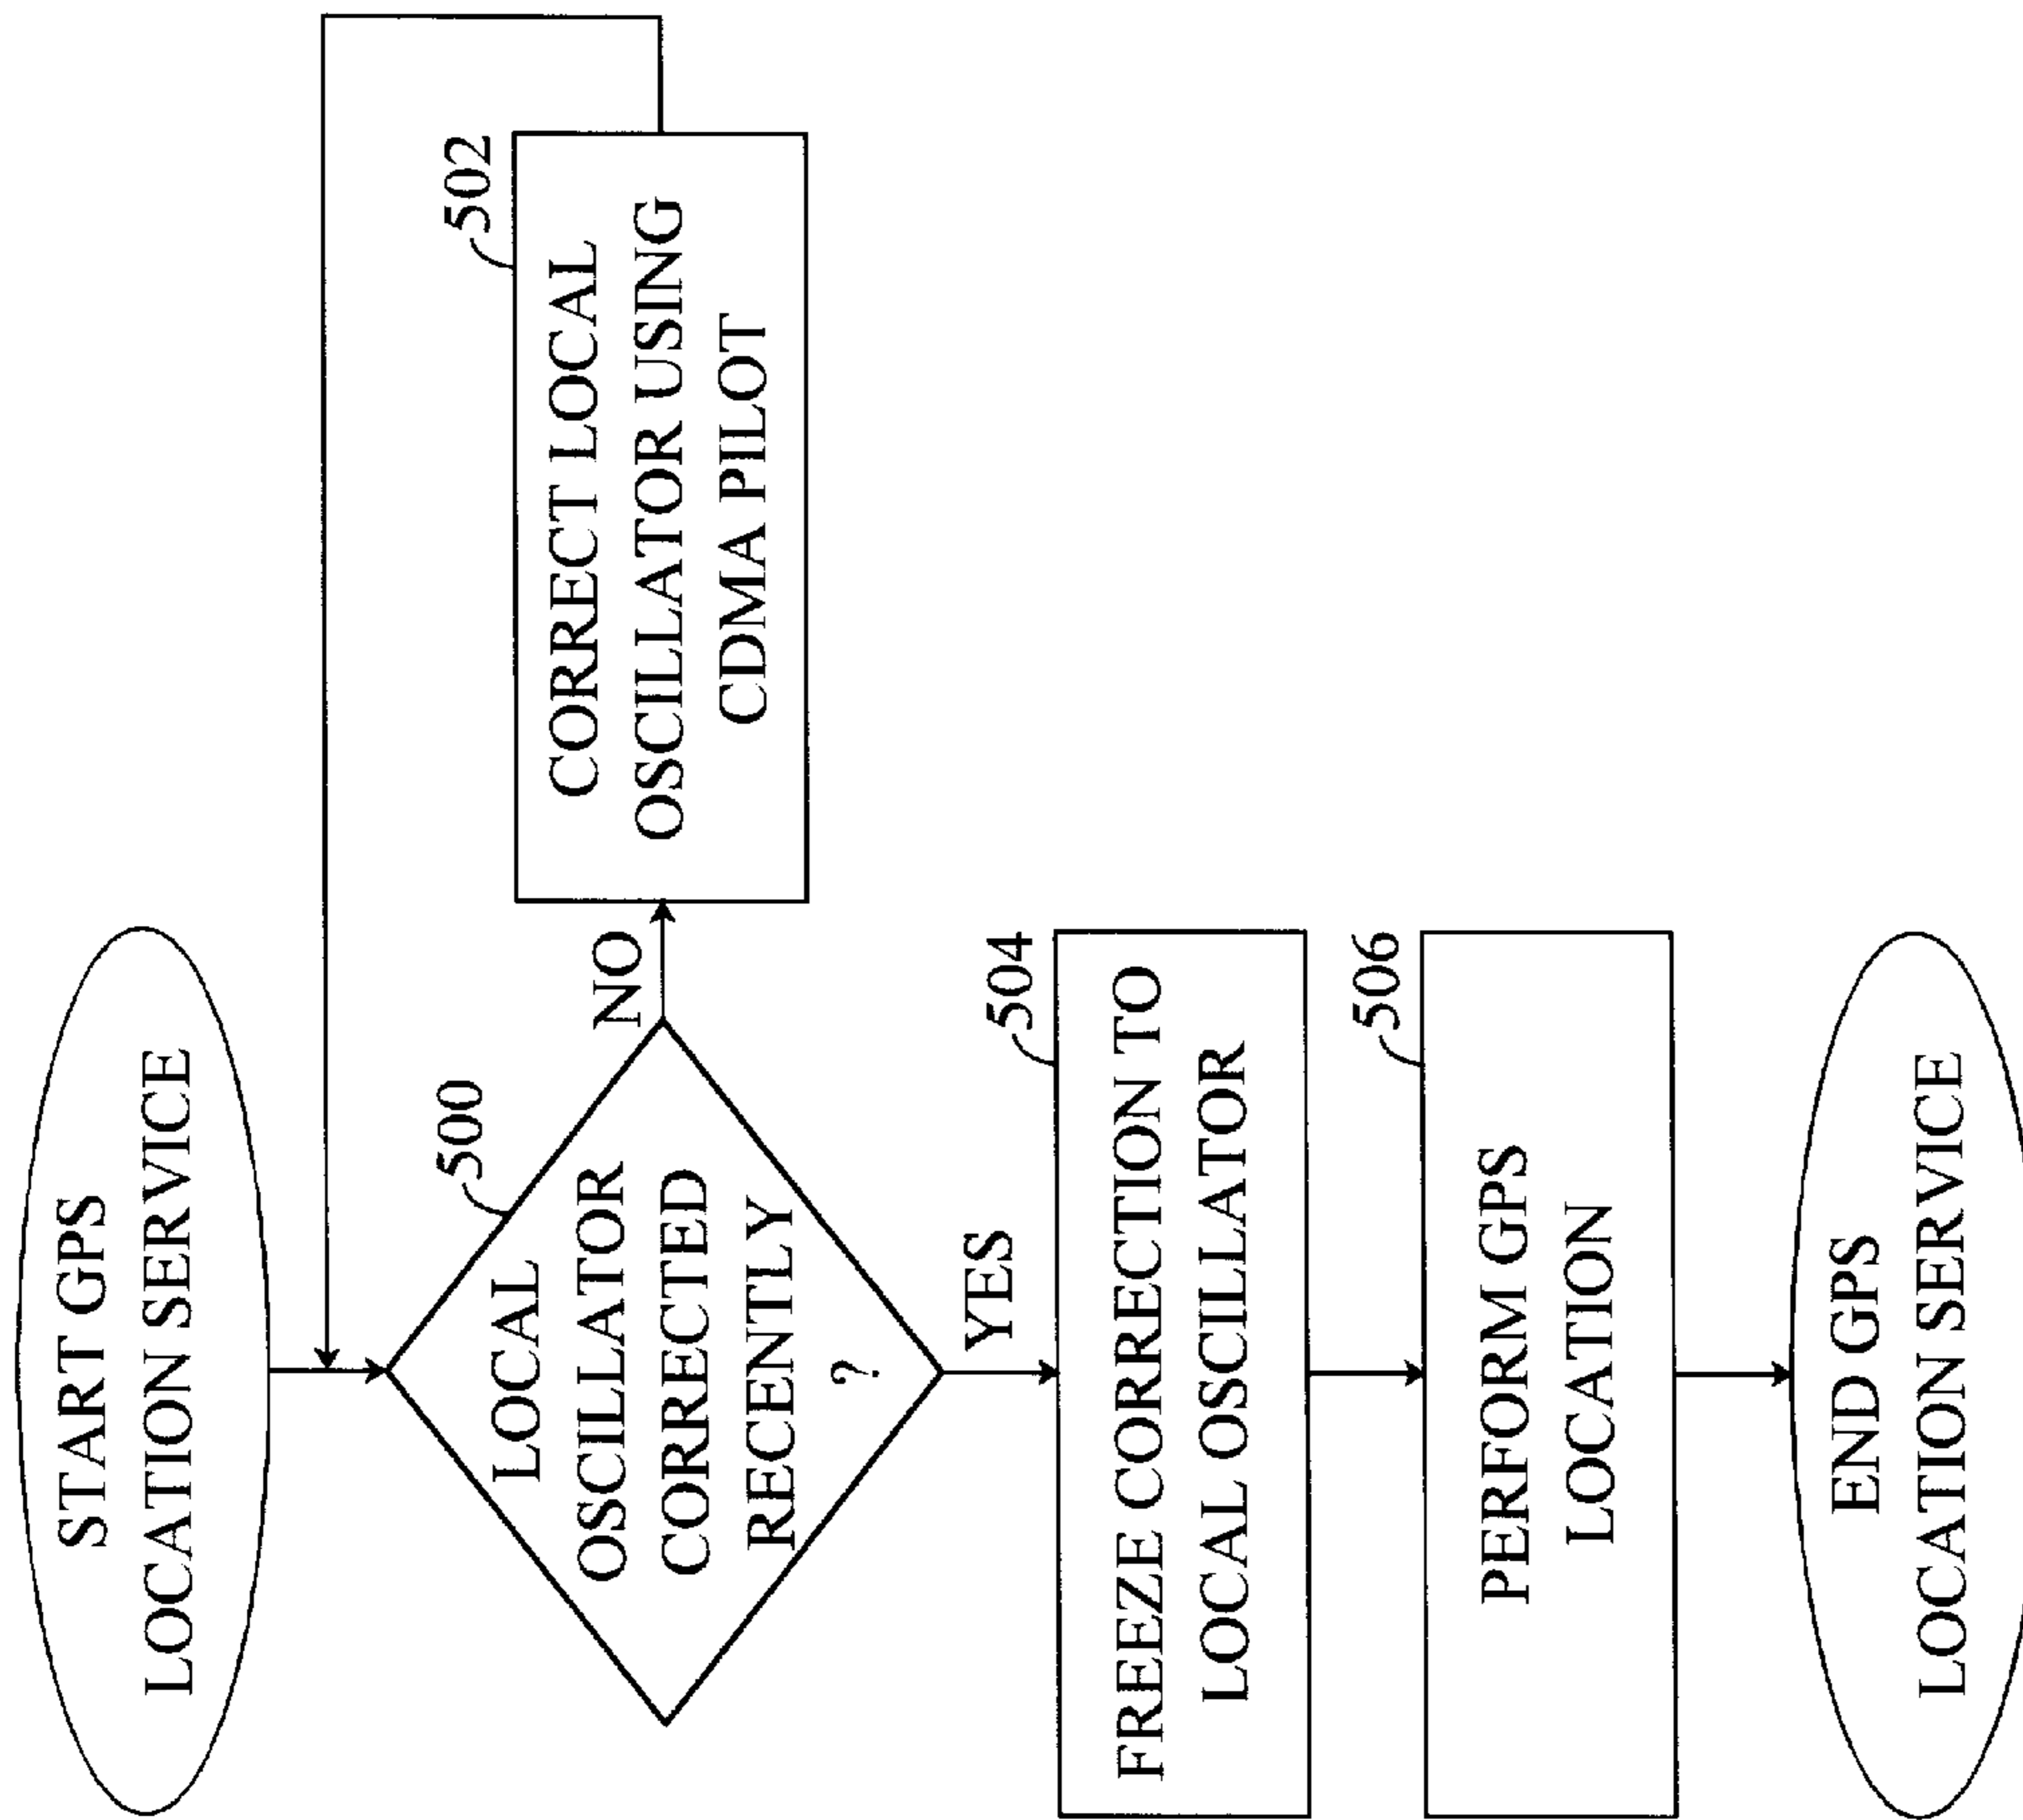 START GPS
LOCATION SERVICE
500
LOCAL
OSCILLATOR
CORRECTED
RECENTLY
?
NO
502
CORRECT LOCAL
OSCILLATOR USING
CDMA PILOT
YES
504
FREEZE CORRECTION TO
LOCAL OSCILLATOR
506
PERFORM GPS
LOCATION
END GPS
LOCATION SERVICE